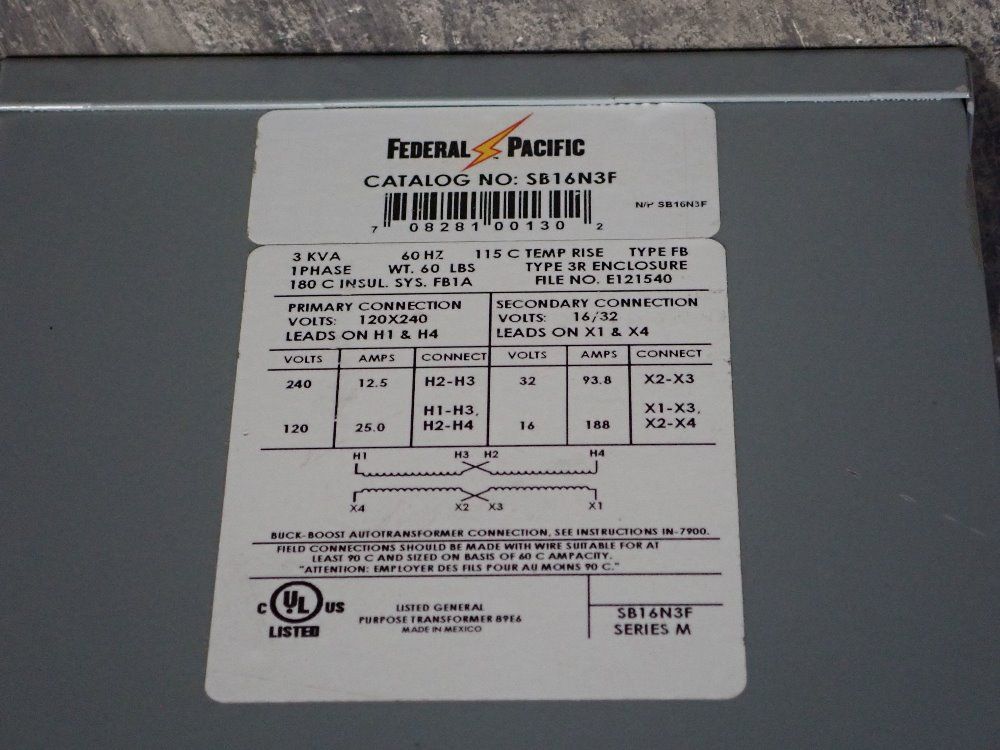 FEDERAL PACIFIC
CATALOG NO: SB16N3F
N/P SB16N3F
7 08281 00130 2
3 KVA 60 HZ 115 C TEMP RISE TYPE FB
1PHASE WT. 60 LBS TYPE 3R ENCLOSURE
180 C INSUL. SYS. FB1A FILE NO. E121540
PRIMARY CONNECTION SECONDARY CONNECTION
VOLTS: 120X240 VOLTS: 16/32
LEADS ON H1 & H4 LEADS ON X1 & X4
VOLTS AMPS CONNECT VOLTS AMPS CONNECT
240 12.5 H2-H3 32 93.8 X2-X3
H1-H3, X1-X3,
120 25.0 H2-H4 16 188 X2-X4
H1 H3 H2 H4
X4 X2 X3 X1
BUCK-BOOST AUTOTRANSFORMER CONNECTION, SEE INSTRUCTIONS IN-7900.
FIELD CONNECTIONS SHOULD BE MADE WITH WIRE SUITABLE FOR AT
LEAST 90 C AND SIZED ON BASIS OF 60 C AMPACITY.
"ATTENTION: EMPLOYER DES FILS POUR AU MOINS 90 C."
C UL US
LISTED
LISTED GENERAL
PURPOSE TRANSFORMER 89E6
MADE IN MEXICO
SB16N3F
SERIES M